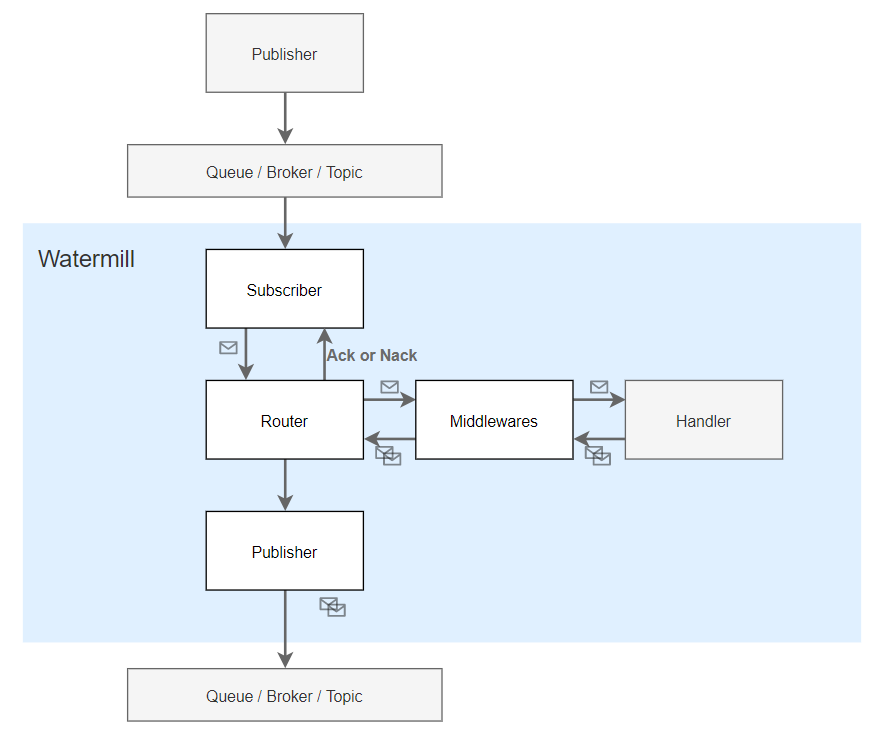 Publisher
Queue / Broker / Topic
Watermill
Subscriber
Ack or Nack
Router
Middlewares
Handler
Publisher
Queue / Broker / Topic